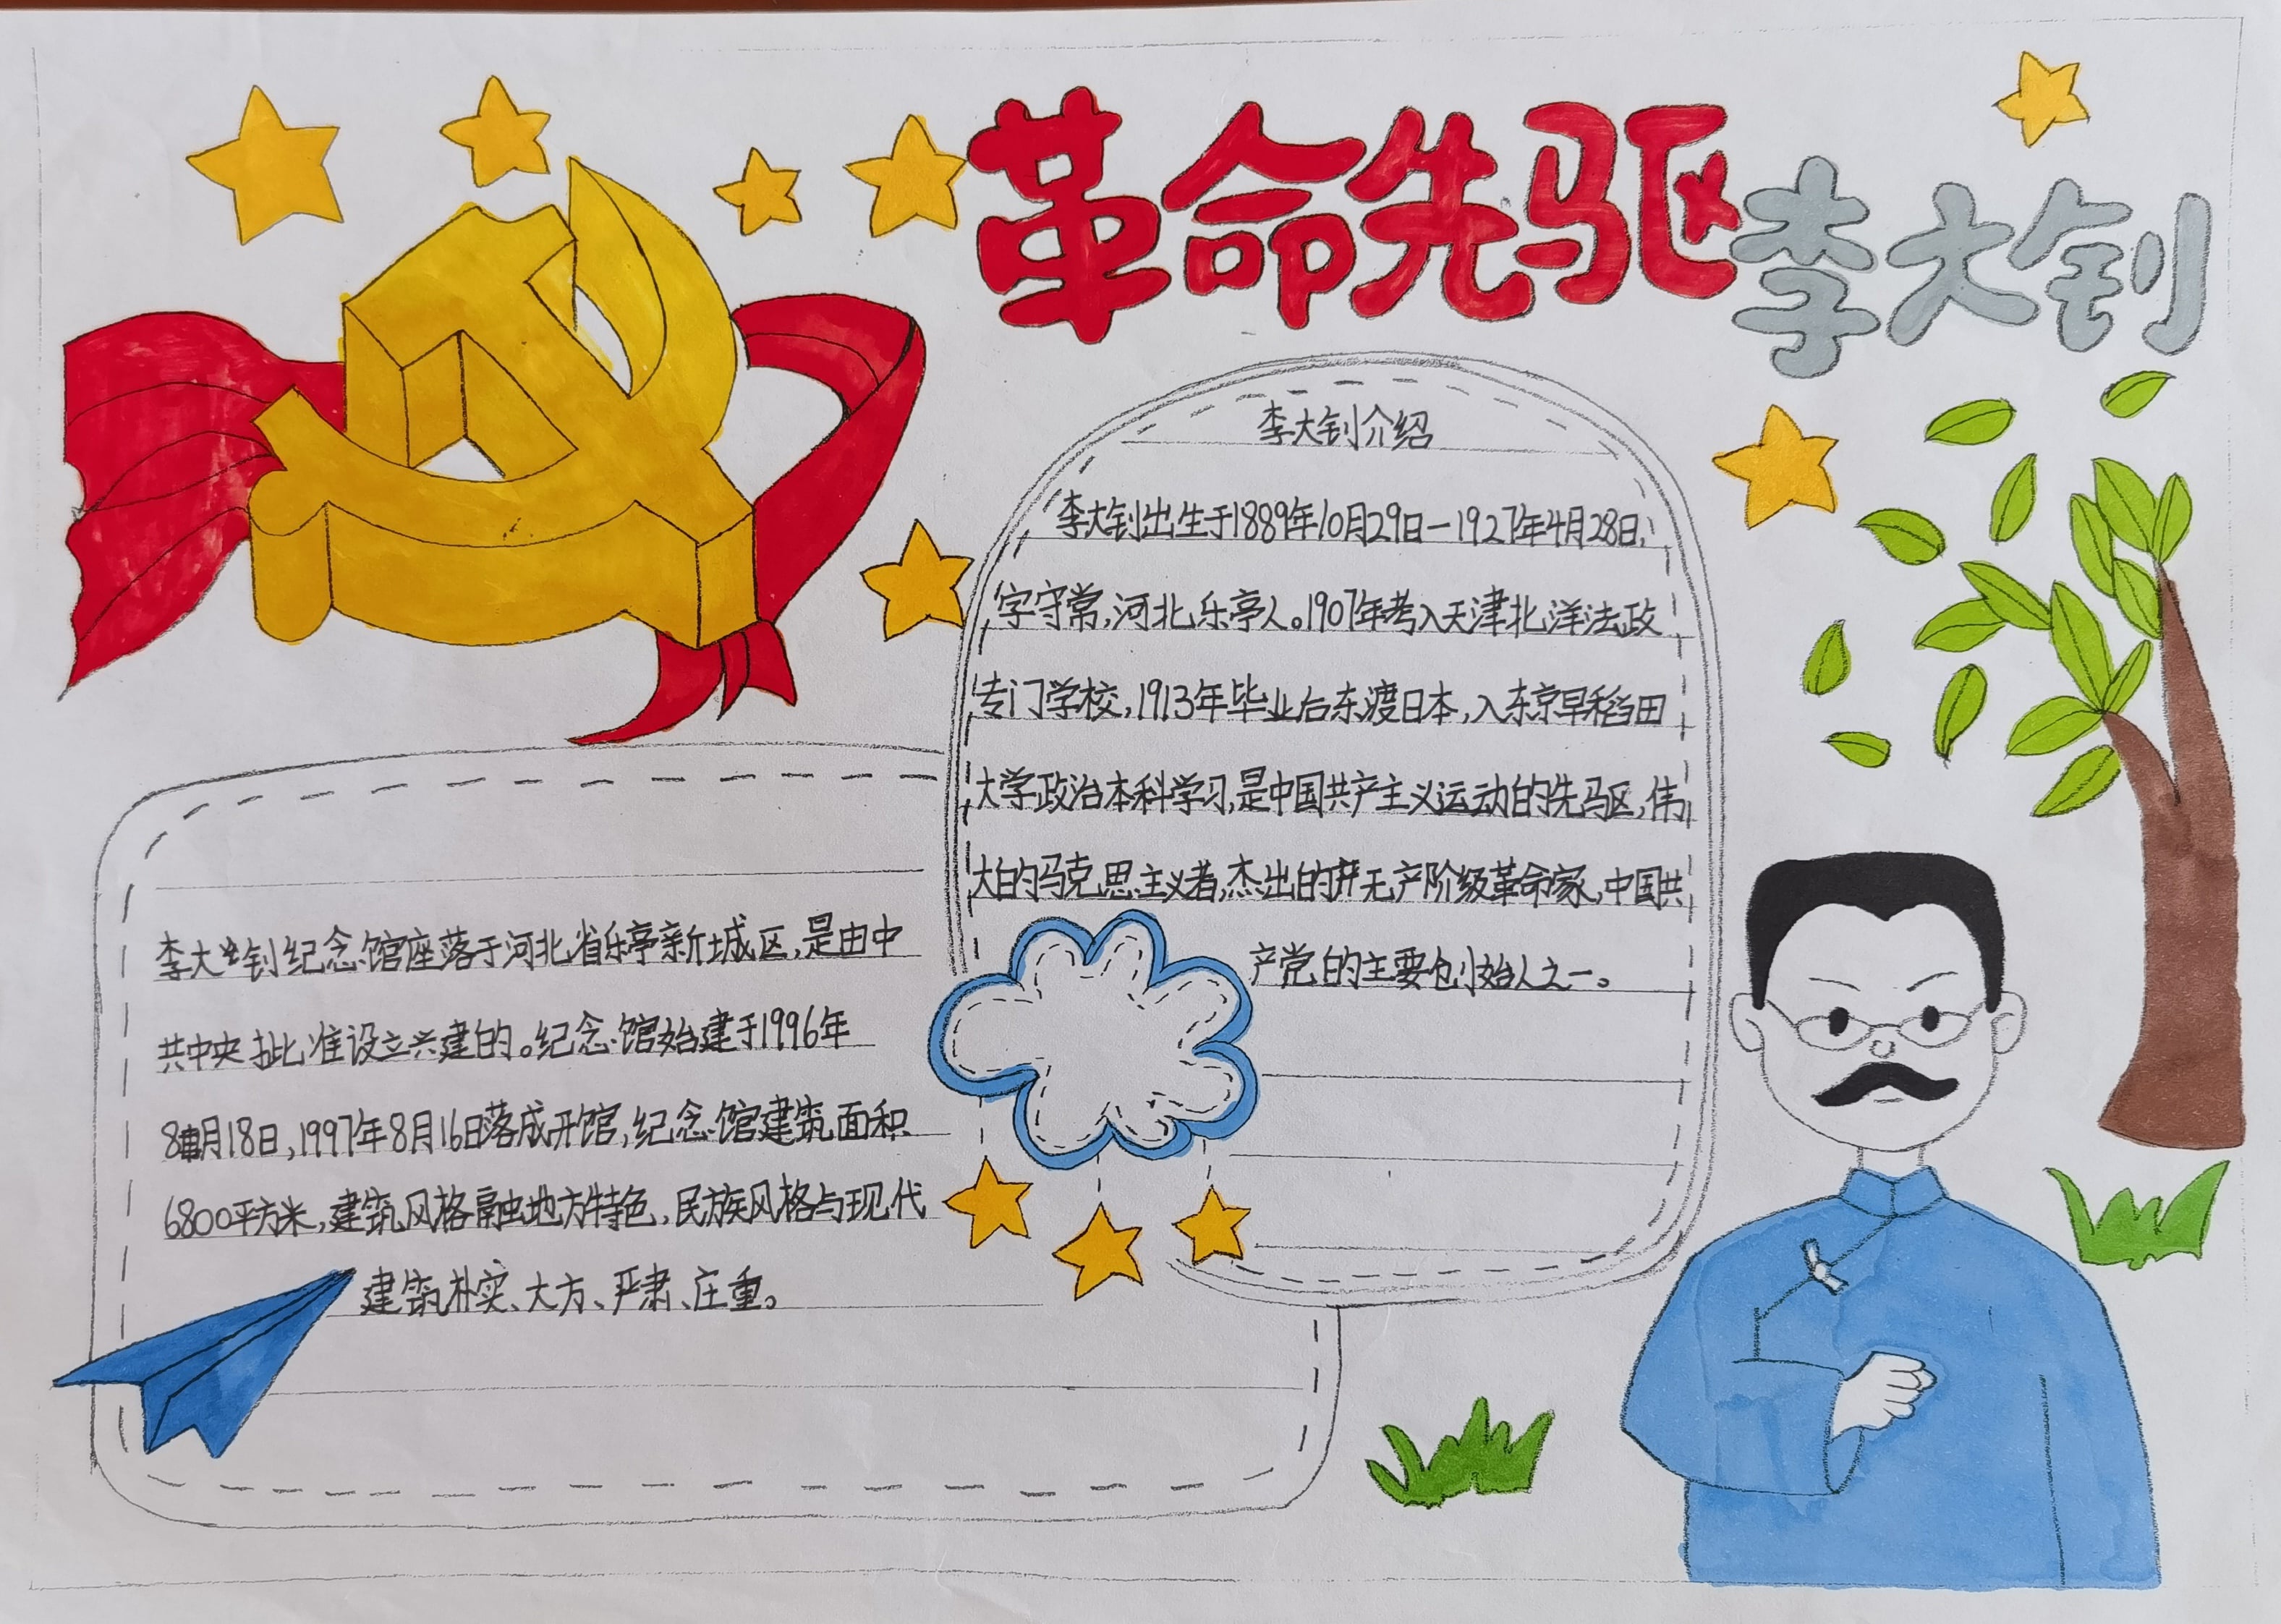 革命先驱李大钊
李大钊介绍
李大钊出生于1889年10月29日—1927年4月28日,
字守常,河北乐亭人。1907年考入天津北洋法政
专门学校,1913年毕业后东渡日本,入东京早稻田
大学政治本科学习,是中国共产主义运动的先驱,伟
大的马克思主义者,杰出的无产阶级革命家,中国共
产党的主要创始人之一。
李大钊纪念馆座落于河北省乐亭新城区,是由中
共中央批准设立兴建的。纪念馆始建于1996年
8月18日,1997年8月16日落成开馆,纪念馆建筑面积
6800平方米,建筑风格融地方特色,民族风格与现代
建筑朴实、大方、严肃、庄重。